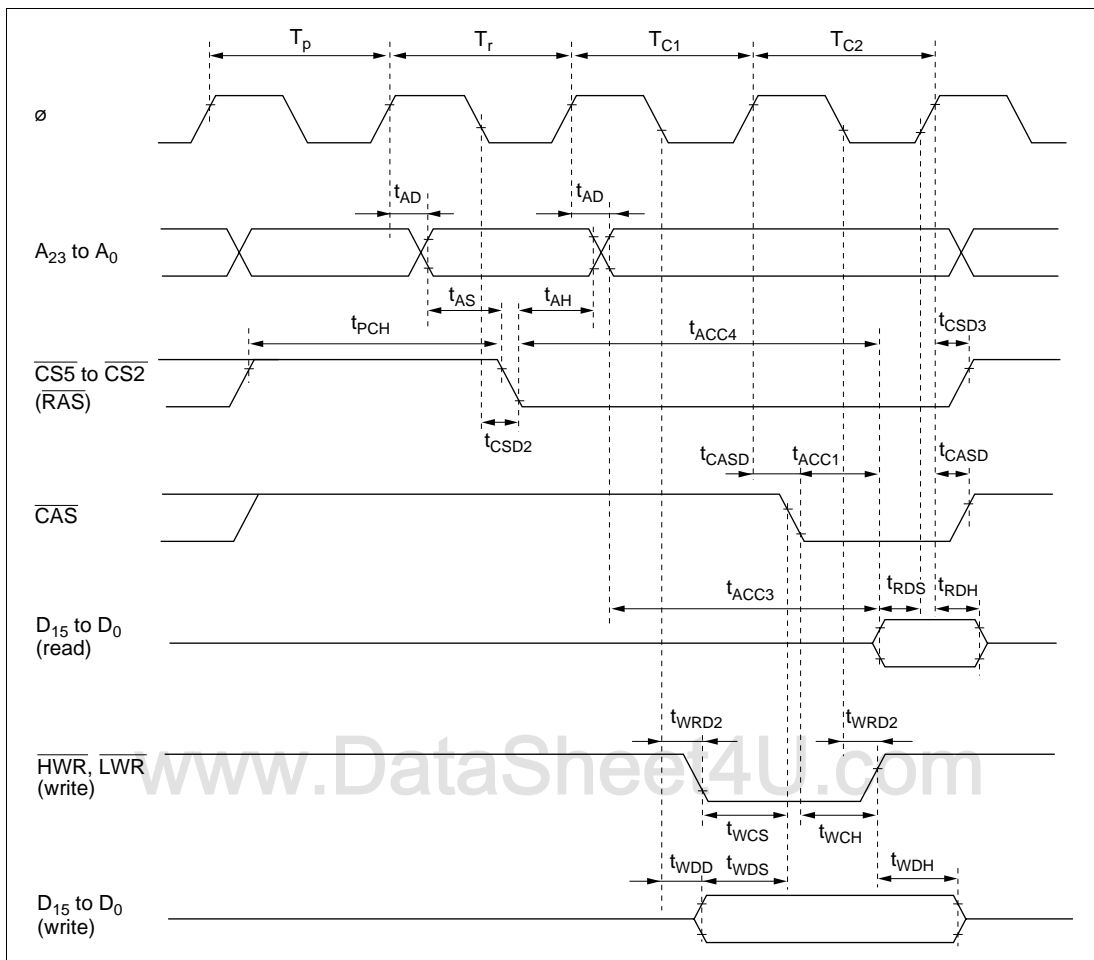 Tp Tr TC1 TC2
ø
tAD tAD
A23 to A0
tAS tAH
tPCH tACC4 tCSD3
CS5 to CS2
(RAS)
tCSD2
tCASD tACC1 tCASD
CAS
tACC3 tRDS tRDH
D15 to D0
(read)
tWRD2 tWRD2
HWR, LWR
(write)
www.DataSheet4U.com
tWCS tWCH
tWDD tWDS tWDH
D15 to D0
(write)